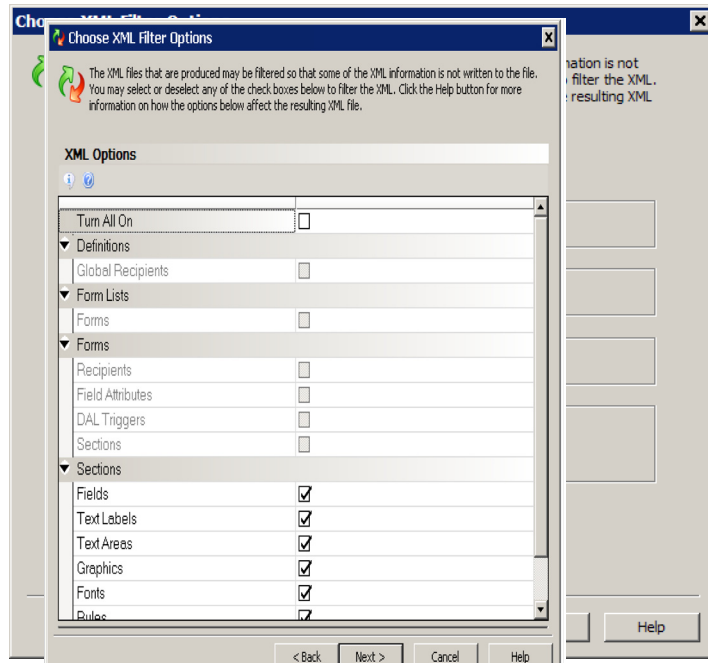 Cho
Choose XML Filter Options
The XML files that are produced may be filtered so that some of the XML information is not written to the file.
You may select or deselect any of the check boxes below to filter the XML. Click the Help button for more
information on how the options below affect the resulting XML file.
is not
filter the XML.
resulting XML
XML Options
Turn All On
Definitions
Global Recipients
Form Lists
Forms
Forms
Recipients
Field Attributes
DAL Triggers
Sections
Sections
Fields
Text Labels
Text Areas
Graphics
Fonts
Rules
< Back
Next >
Cancel
Help
Help